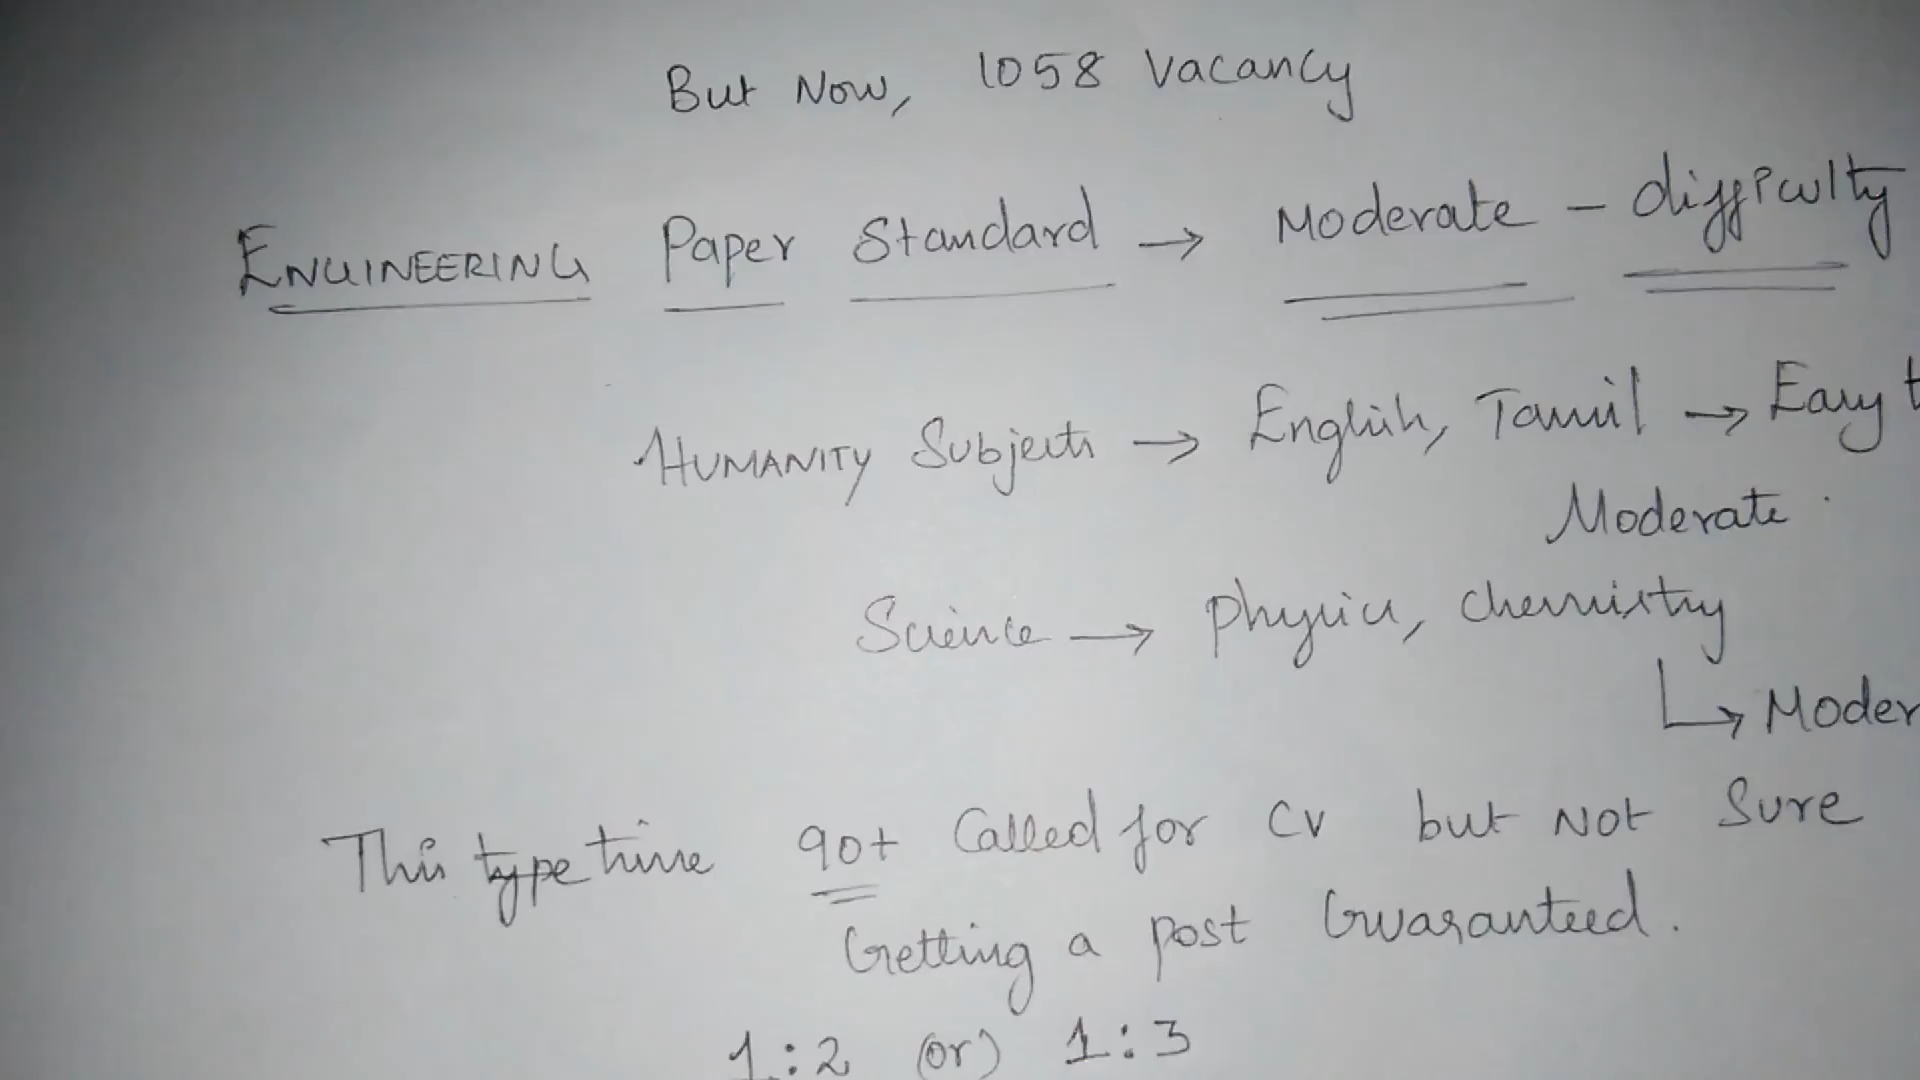 But Now, 1058 Vacancy
ENGINEERING Paper Standard → Moderate - difficulty
HUMANITY Subjects → English, Tamil → Easy t
Moderate.
Science → physics, chemistry
↳ Moder
This type time 90+ Called for CV but NOT Sure
Getting a post Guaranteed.
1:2 (or) 1:3